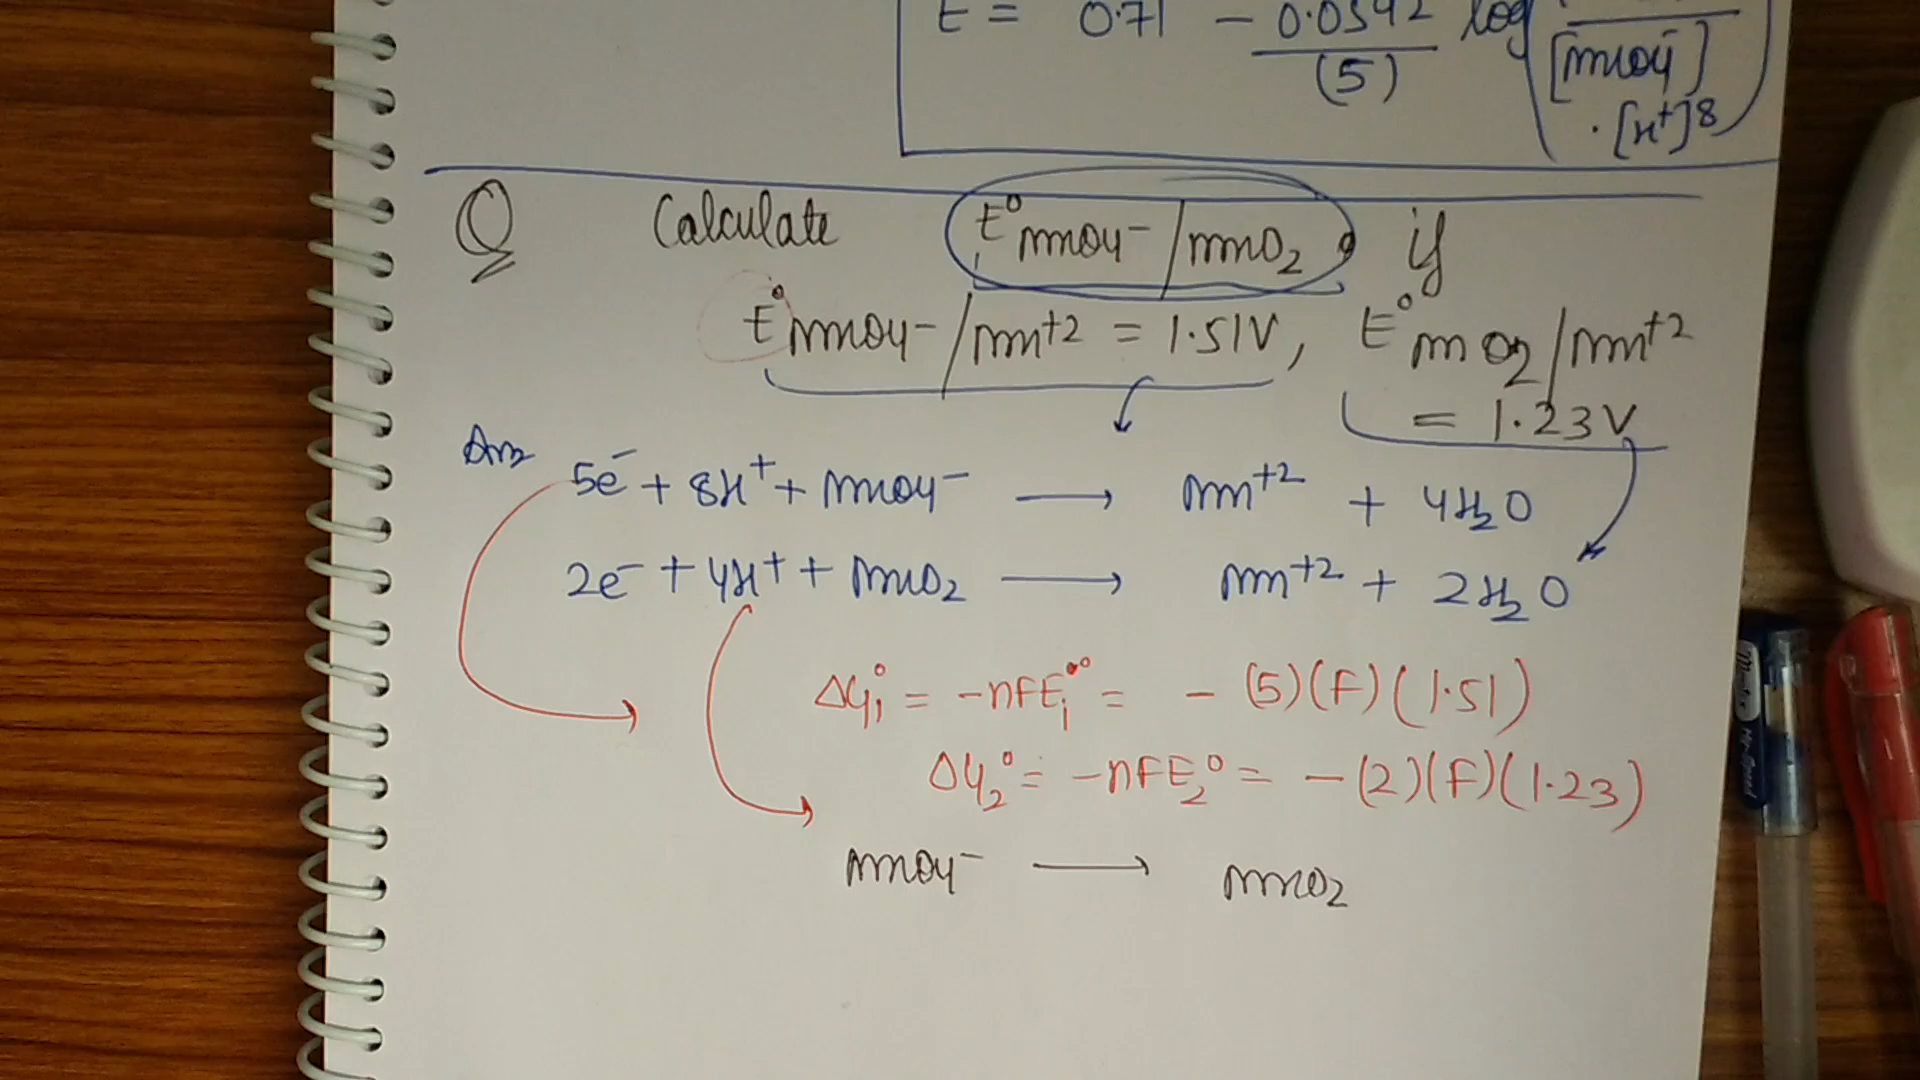 E = 0.71 - 0.0592 / (5) log ( / [MnO4-] · [H+]^8 )
Q Calculate E°MnO4-/MnO2, if
E°MnO4-/Mn+2 = 1.51V, E°MnO2/Mn+2
= 1.23V
Ans
5e- + 8H+ + MnO4- ⟶ Mn+2 + 4H2O
2e- + 4H+ + MnO2 ⟶ Mn+2 + 2H2O
ΔG1° = -nFE1° = - (5)(F)(1.51)
ΔG2° = -nFE2° = - (2)(F)(1.23)
MnO4- ⟶ MnO2